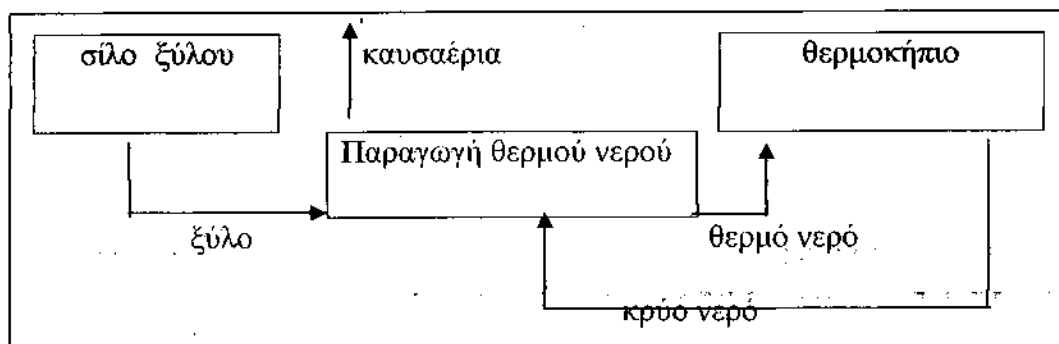 σίλο ξύλου
καυσαέρια
θερμοκήπιο
Παραγωγή θερμού νερού
ξύλο
θερμό νερό
κρύο νερό